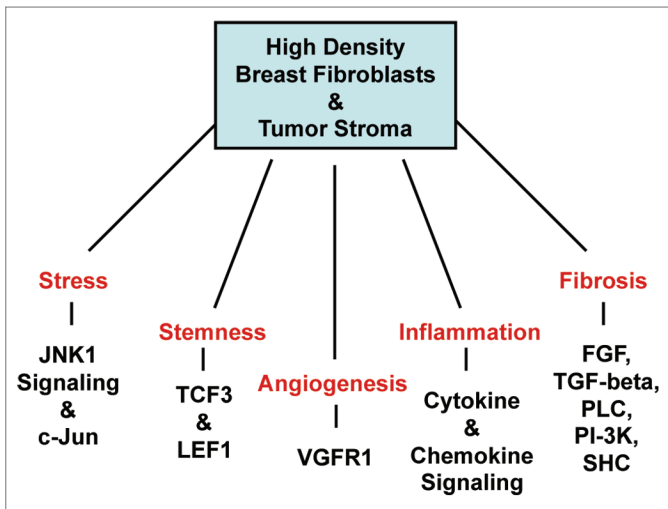 High Density
Breast Fibroblasts
&
Tumor Stroma
Stress
JNK1
Signaling
&
c-Jun
Stemness
TCF3
&
LEF1
Angiogenesis
VGFR1
Inflammation
Cytokine
&
Chemokine
Signaling
Fibrosis
FGF,
TGF-beta,
PLC,
PI-3K,
SHC